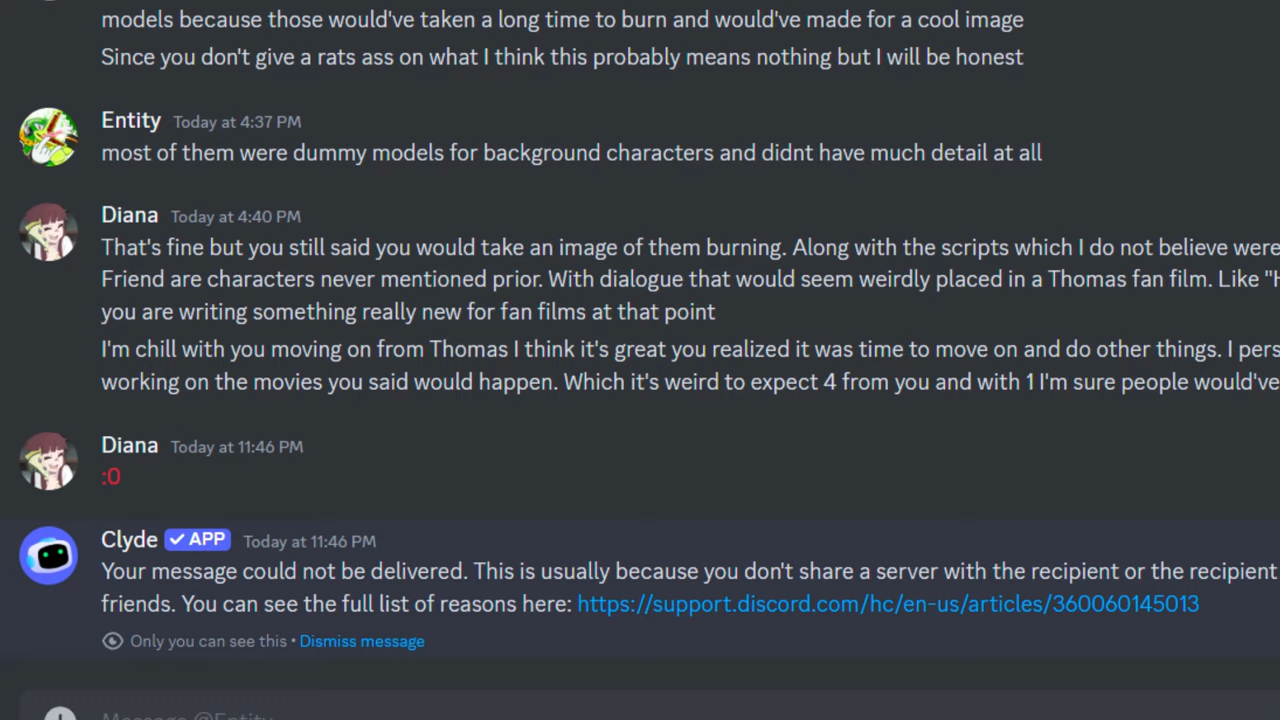 models because those would've taken a long time to burn and would've made for a cool image
Since you don't give a rats ass on what I think this probably means nothing but I will be honest
Entity Today at 4:37 PM
most of them were dummy models for background characters and didnt have much detail at all
Diana Today at 4:40 PM
That's fine but you still said you would take an image of them burning. Along with the scripts which I do not believe were
Friend are characters never mentioned prior. With dialogue that would seem weirdly placed in a Thomas fan film. Like "H
you are writing something really new for fan films at that point
I'm chill with you moving on from Thomas I think it's great you realized it was time to move on and do other things. I pers
working on the movies you said would happen. Which it's weird to expect 4 from you and with 1 I'm sure people would've
Diana Today at 11:46 PM
:0
Clyde ✓ APP Today at 11:46 PM
Your message could not be delivered. This is usually because you don't share a server with the recipient or the recipient
friends. You can see the full list of reasons here: https://support.discord.com/hc/en-us/articles/360060145013
Only you can see this • Dismiss message
Message @Entity